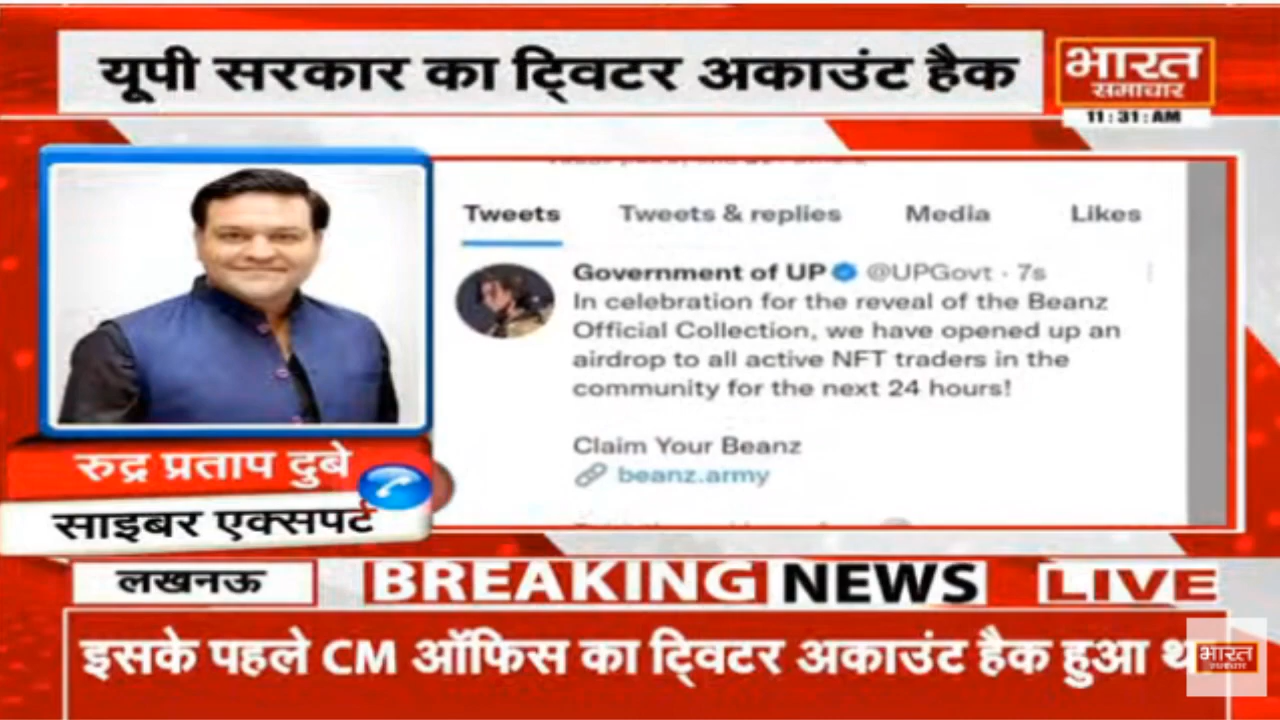 यूपी सरकार का ट्विटर अकाउंट हैक
भारत
समाचार
11:31:AM
Tweets Tweets & replies Media Likes
Government of UP @UPGovt · 7s
In celebration for the reveal of the Beanz
Official Collection, we have opened up an
airdrop to all active NFT traders in the
community for the next 24 hours!
Claim Your Beanz
beanz.army
रुद्र प्रताप दुबे
साइबर एक्सपर्ट
लखनऊ
BREAKING NEWS
LIVE
इसके पहले CM ऑफिस का ट्विटर अकाउंट हैक हुआ
भारत
समाचार